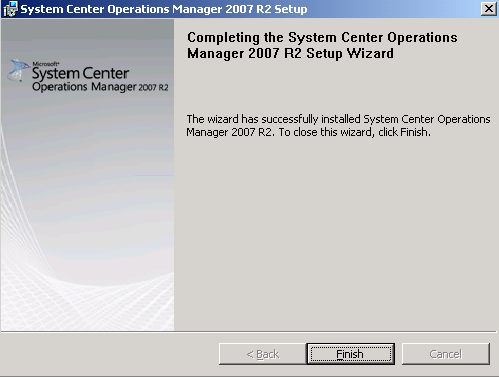 System Center Operations Manager 2007 R2 Setup
Microsoft
System Center
Operations Manager 2007 R2
Completing the System Center Operations
Manager 2007 R2 Setup Wizard
The wizard has successfully installed System Center Operations
Manager 2007 R2. To close this wizard, click Finish.
< Back
Finish
Cancel